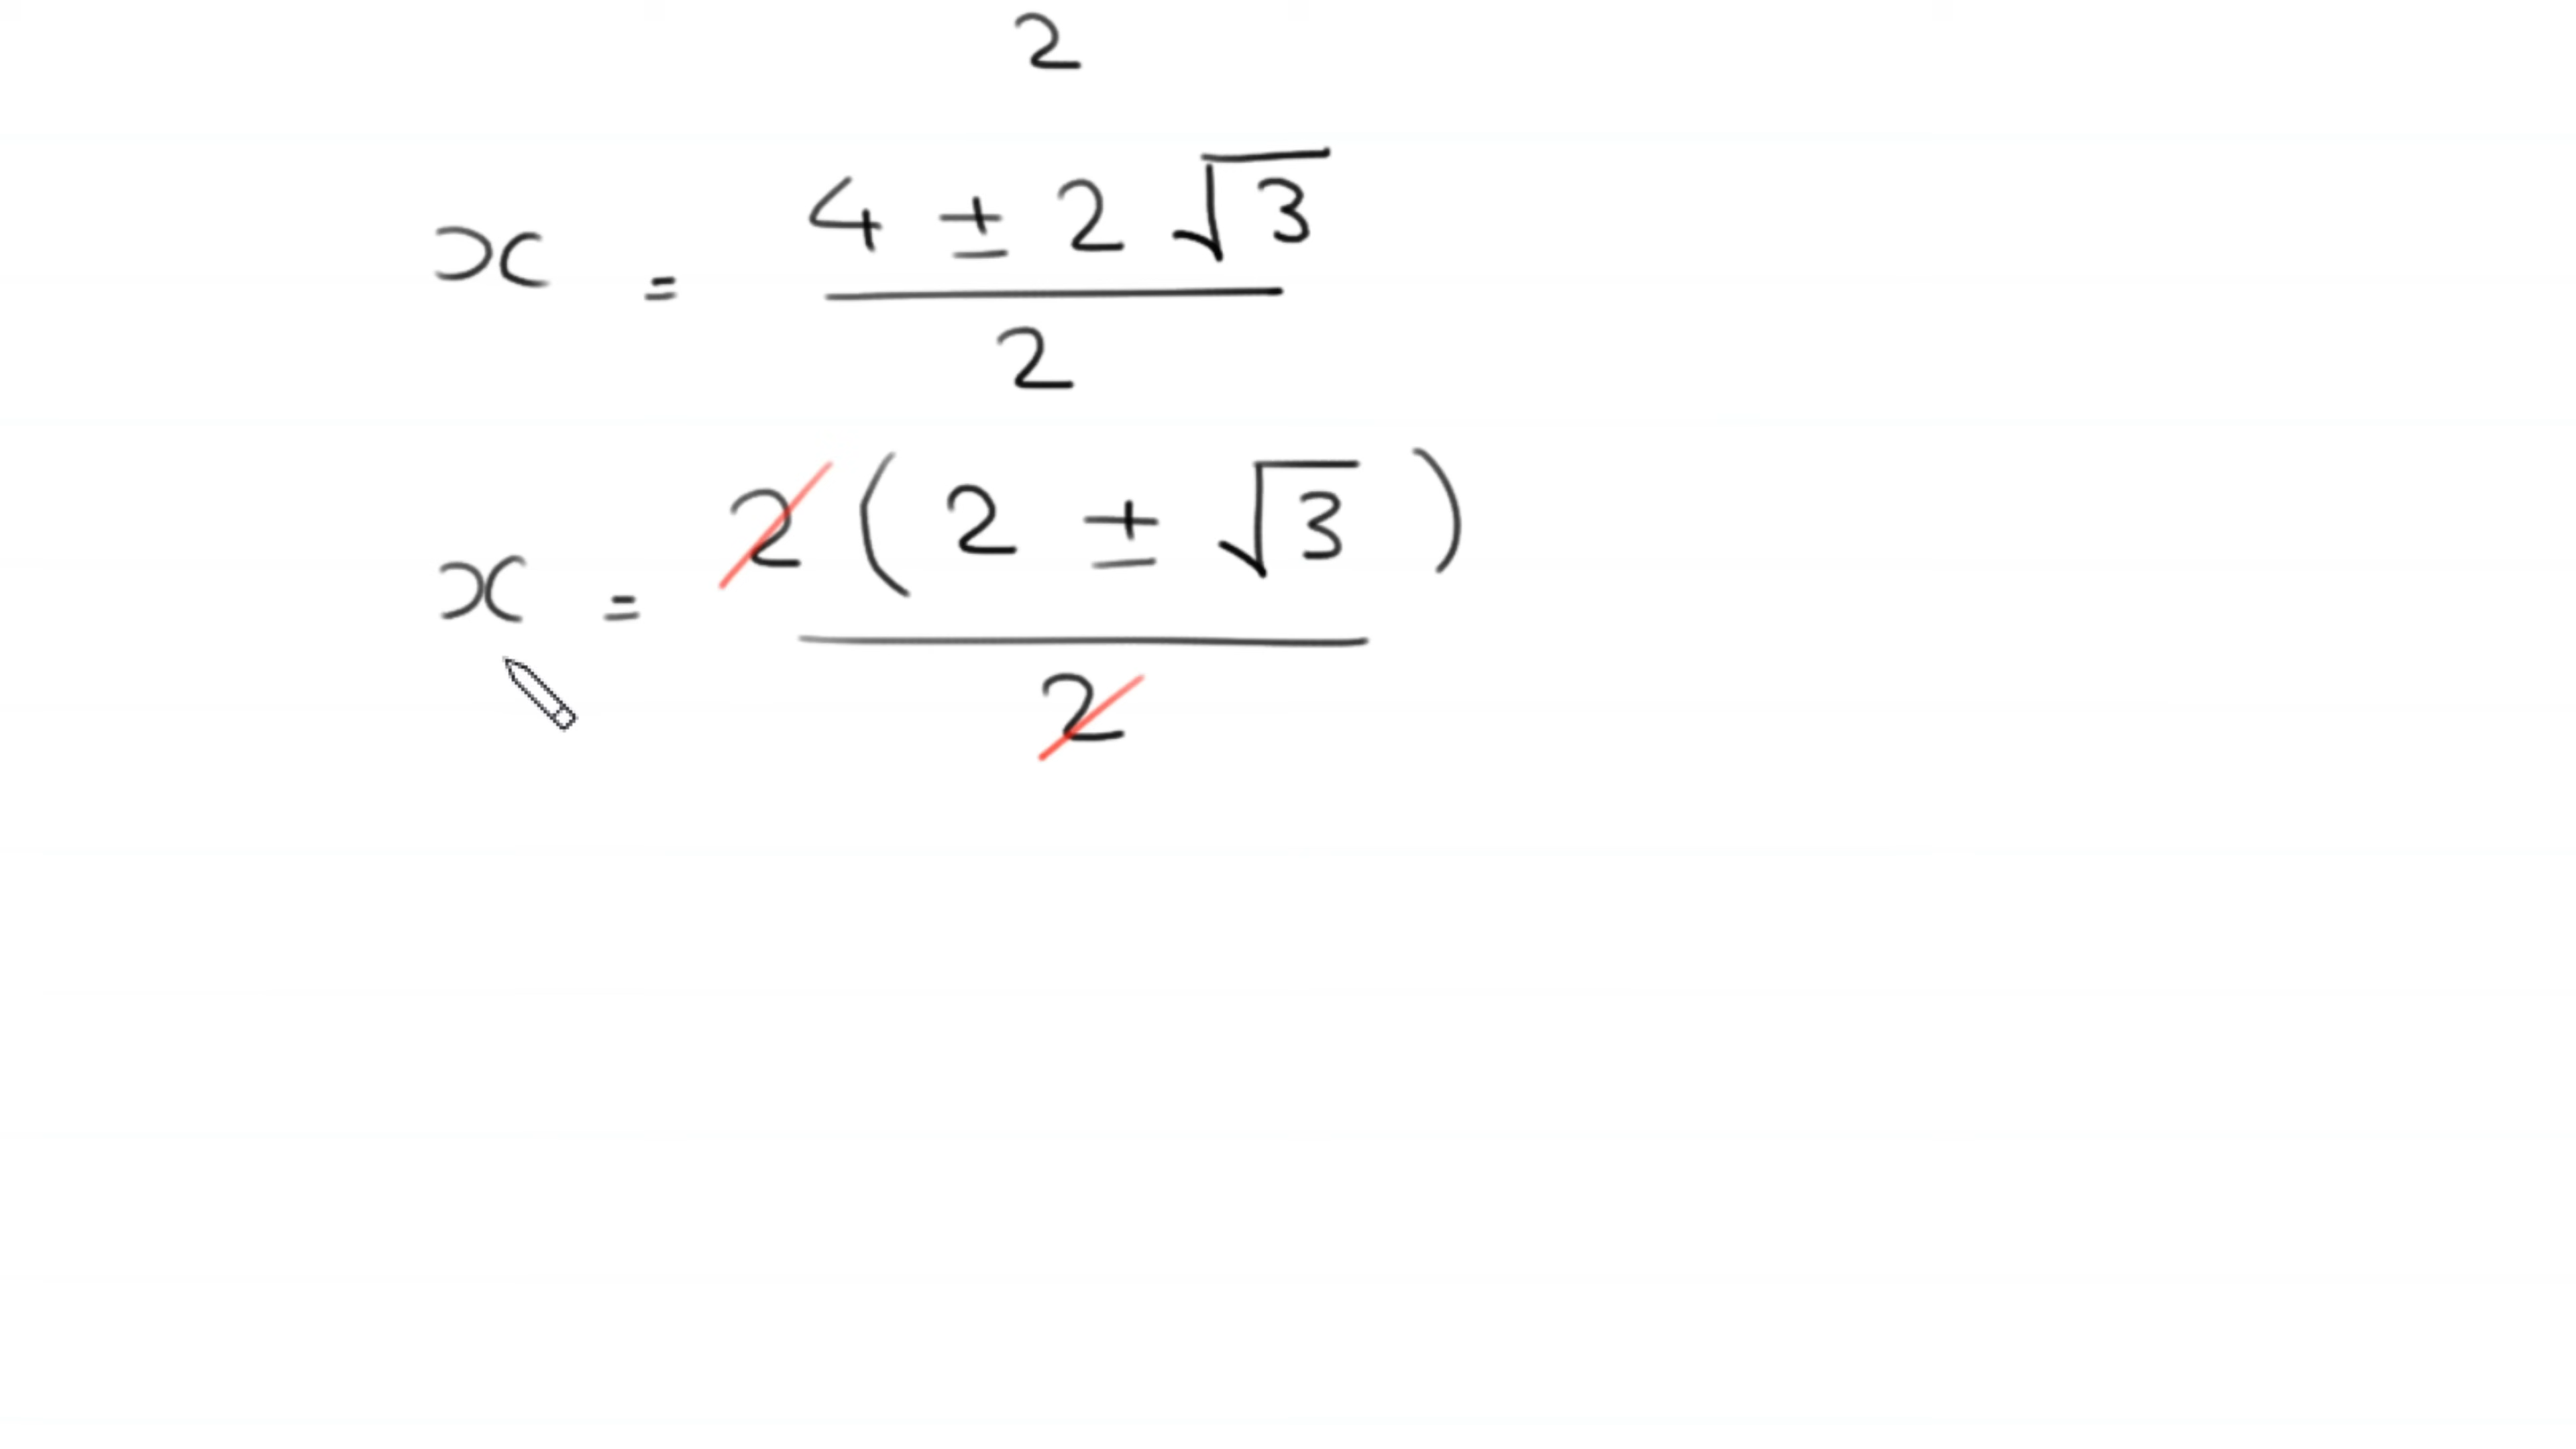 2
x = (4 ± 2√3) / 2
x = 2(2 ± √3) / 2